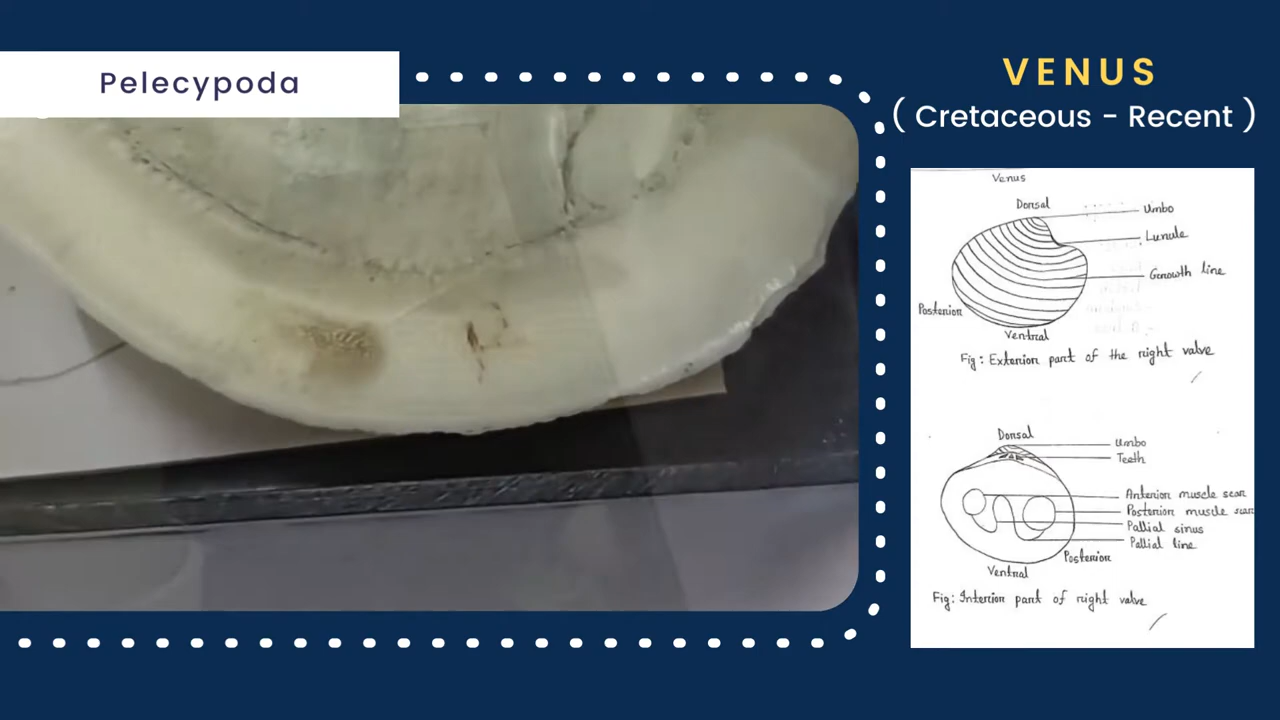 Pelecypoda
VENUS
( Cretaceous - Recent )
Venus
Dorsal
Umbo
Lunule
Growth line
Posterior
Ventral
Fig: Exterior part of the right valve
Dorsal
Umbo
Teeth
Anterior muscle scar
Posterior muscle scar
Pallial sinus
Pallial line
Posterior
Ventral
Fig: Interior part of right valve